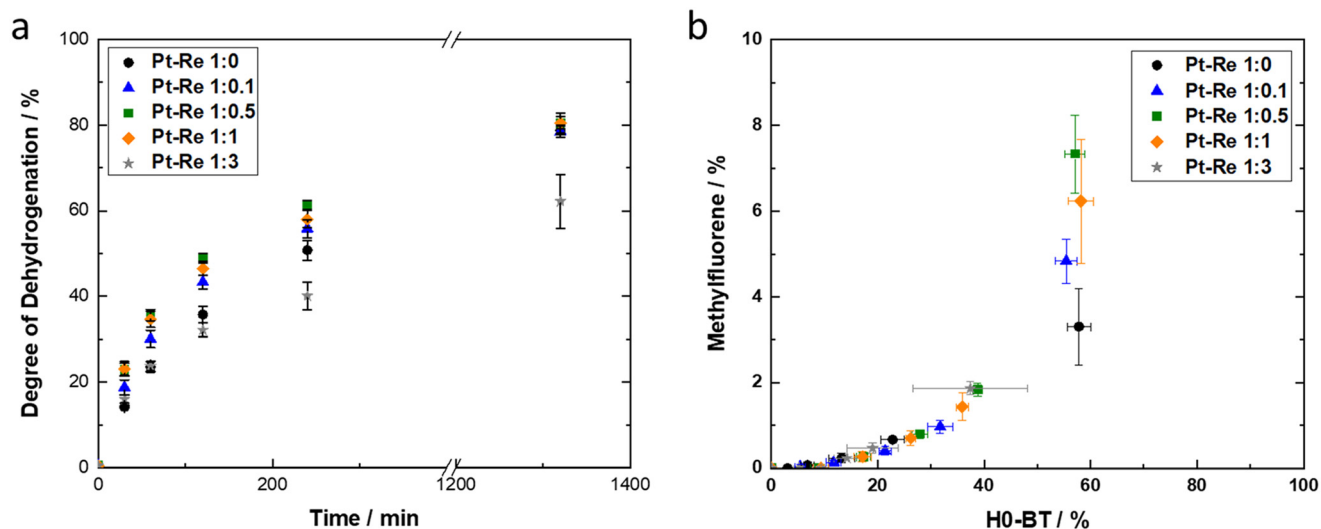 a
100
80
60
40
20
0
Degree of Dehydrogenation / %
Pt-Re 1:0
Pt-Re 1:0.1
Pt-Re 1:0.5
Pt-Re 1:1
Pt-Re 1:3
0
200
1200
1400
Time / min
b
10
8
6
4
2
0
Methylfluorene / %
Pt-Re 1:0
Pt-Re 1:0.1
Pt-Re 1:0.5
Pt-Re 1:1
Pt-Re 1:3
0
20
40
60
80
100
H0-BT / %